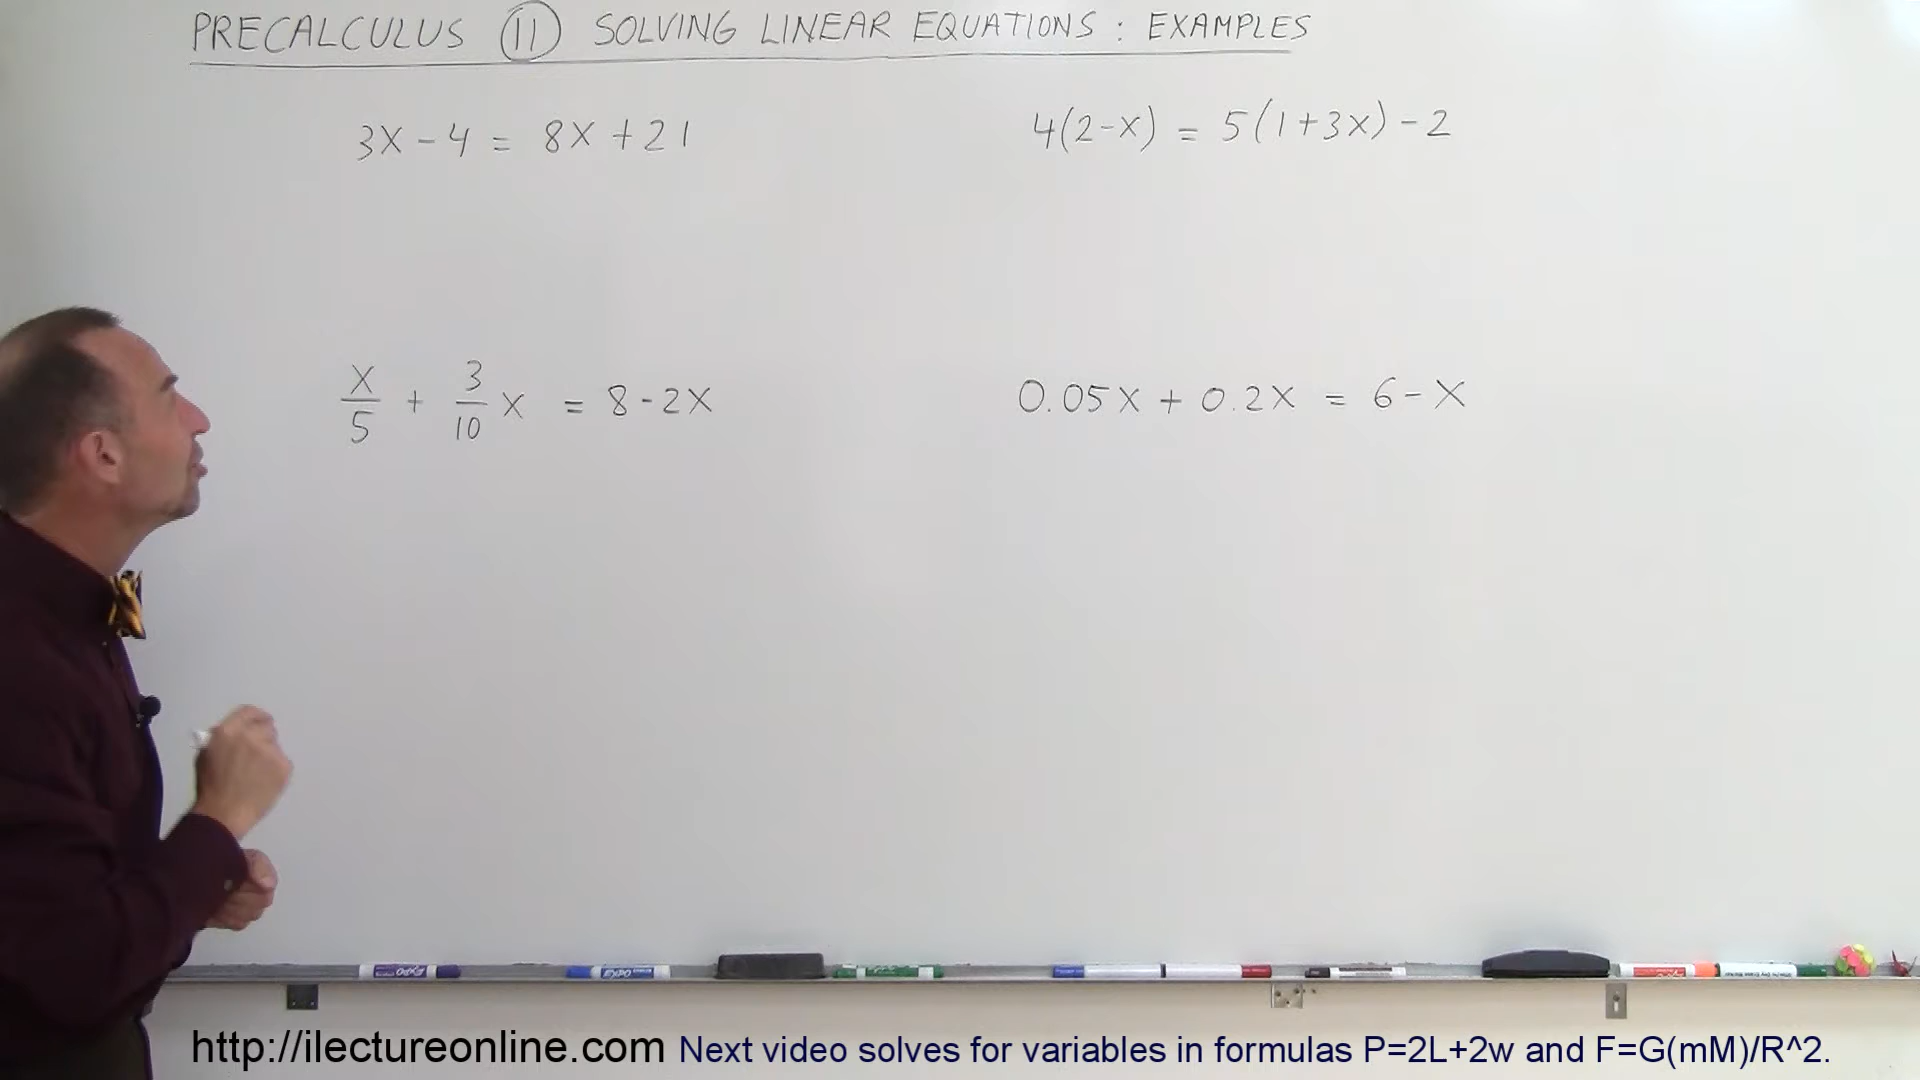 PRECALCULUS (11) SOLVING LINEAR EQUATIONS : EXAMPLES
3X - 4 = 8X + 21
4(2-X) = 5(1+3X) - 2
X/5 + 3/10 X = 8 - 2X
0.05X + 0.2X = 6 - X
EXPO
EXPO
http://ilectureonline.com Next video solves for variables in formulas P=2L+2w and F=G(mM)/R^2.